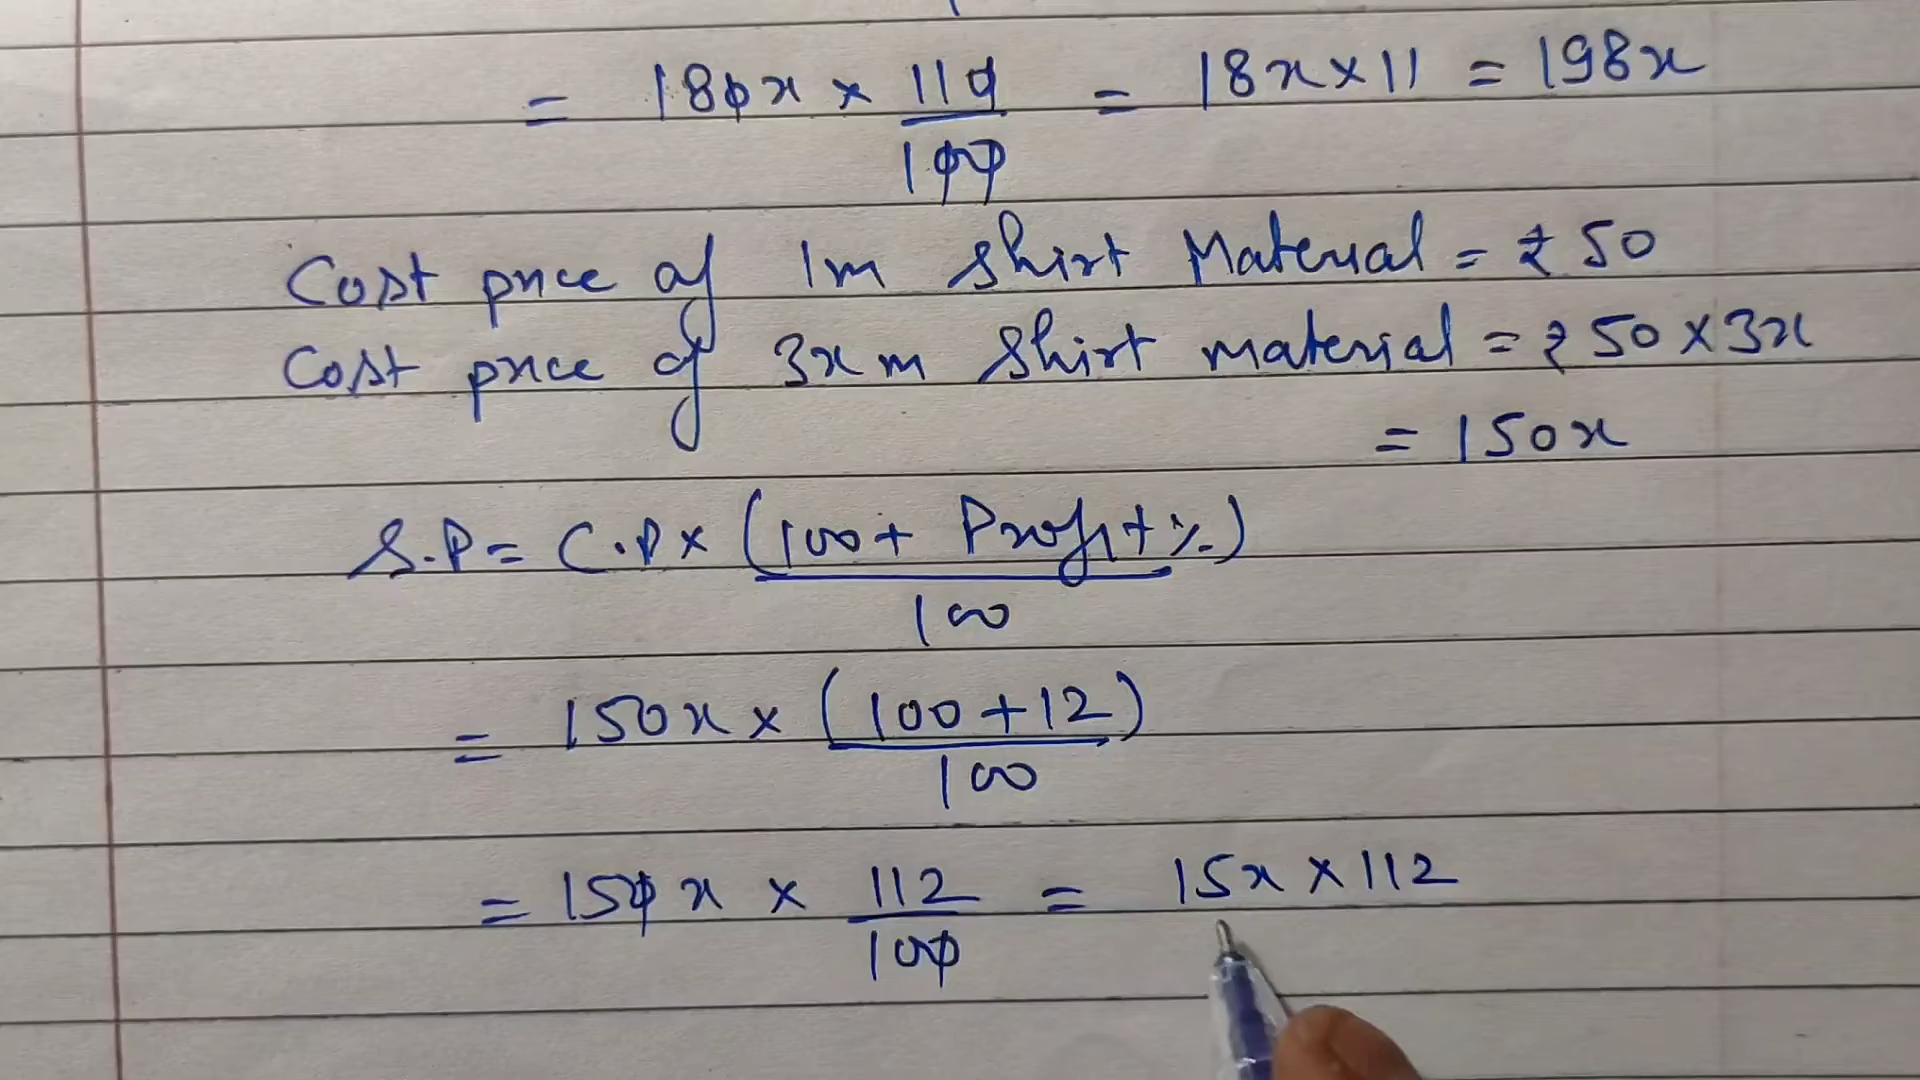 = 180x × 110/100 = 18x×11 = 198x
Cost price of 1m Shirt Material = ₹50
Cost price of 3x m Shirt material = ₹50×3x
= 150x
S.P = C.P× (100+ Profit%)/100
= 150x × (100+12)/100
= 150x × 112/100 = 15x×112